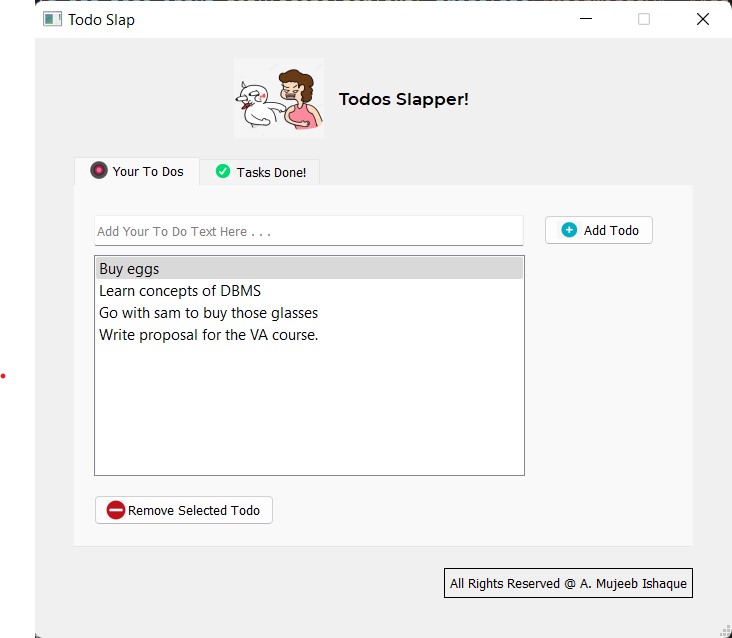 Todo Slap
Todos Slapper!
Your To Dos
Tasks Done!
Add Your To Do Text Here . . .
Add Todo
Buy eggs
Learn concepts of DBMS
Go with sam to buy those glasses
Write proposal for the VA course.
Remove Selected Todo
All Rights Reserved @ A. Mujeeb Ishaque